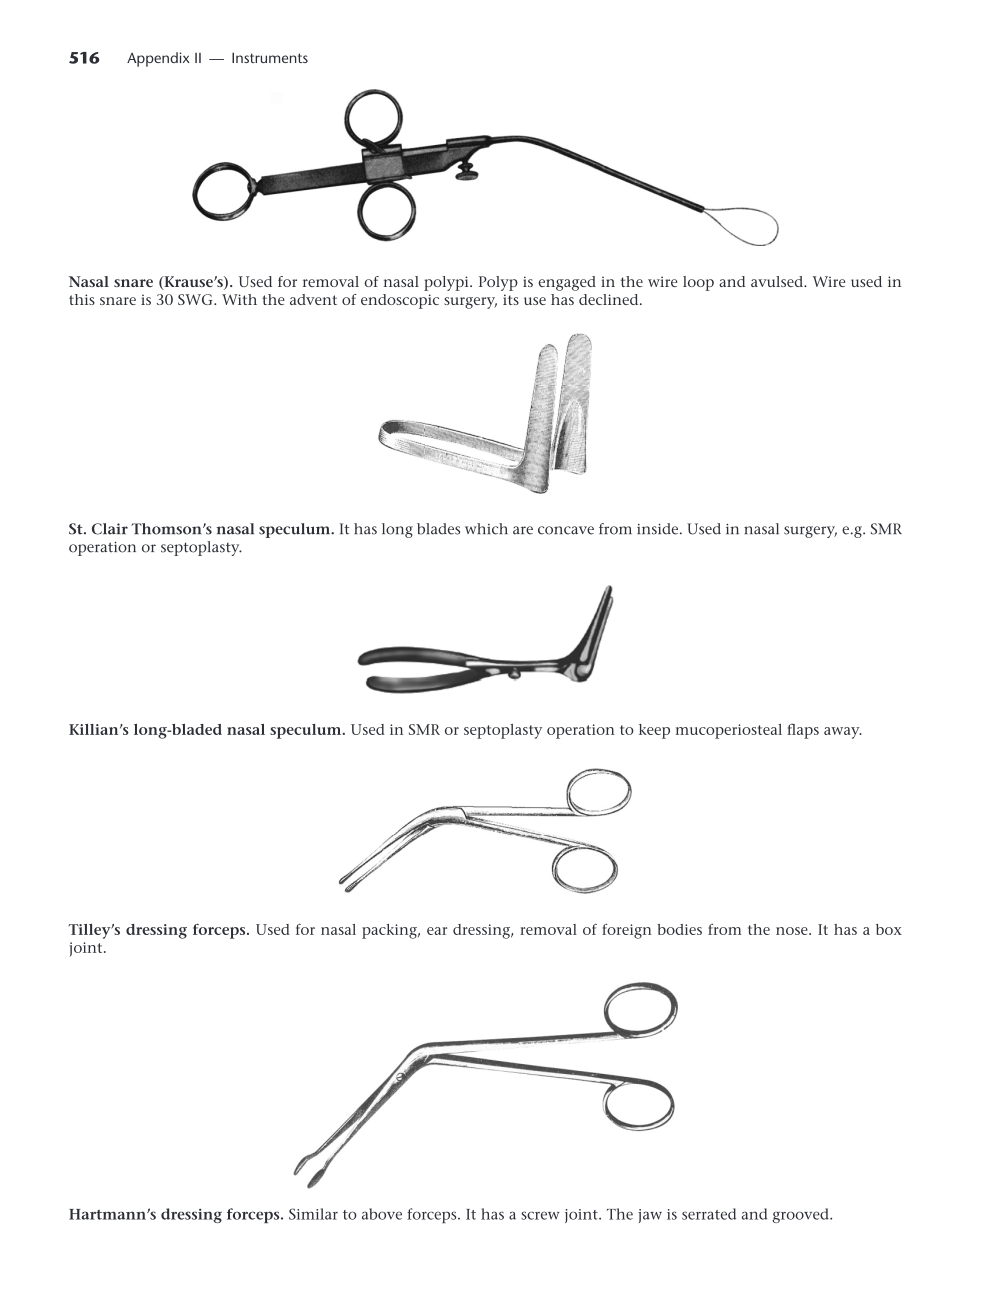 516 Appendix II — Instruments
Nasal snare (Krause’s). Used for removal of nasal polypi. Polyp is engaged in the wire loop and avulsed. Wire used in
this snare is 30 SWG. With the advent of endoscopic surgery, its use has declined.
St. Clair Thomson’s nasal speculum. It has long blades which are concave from inside. Used in nasal surgery, e.g. SMR
operation or septoplasty.
Killian’s long-bladed nasal speculum. Used in SMR or septoplasty operation to keep mucoperiosteal flaps away.
Tilley’s dressing forceps. Used for nasal packing, ear dressing, removal of foreign bodies from the nose. It has a box
joint.
Hartmann’s dressing forceps. Similar to above forceps. It has a screw joint. The jaw is serrated and grooved.